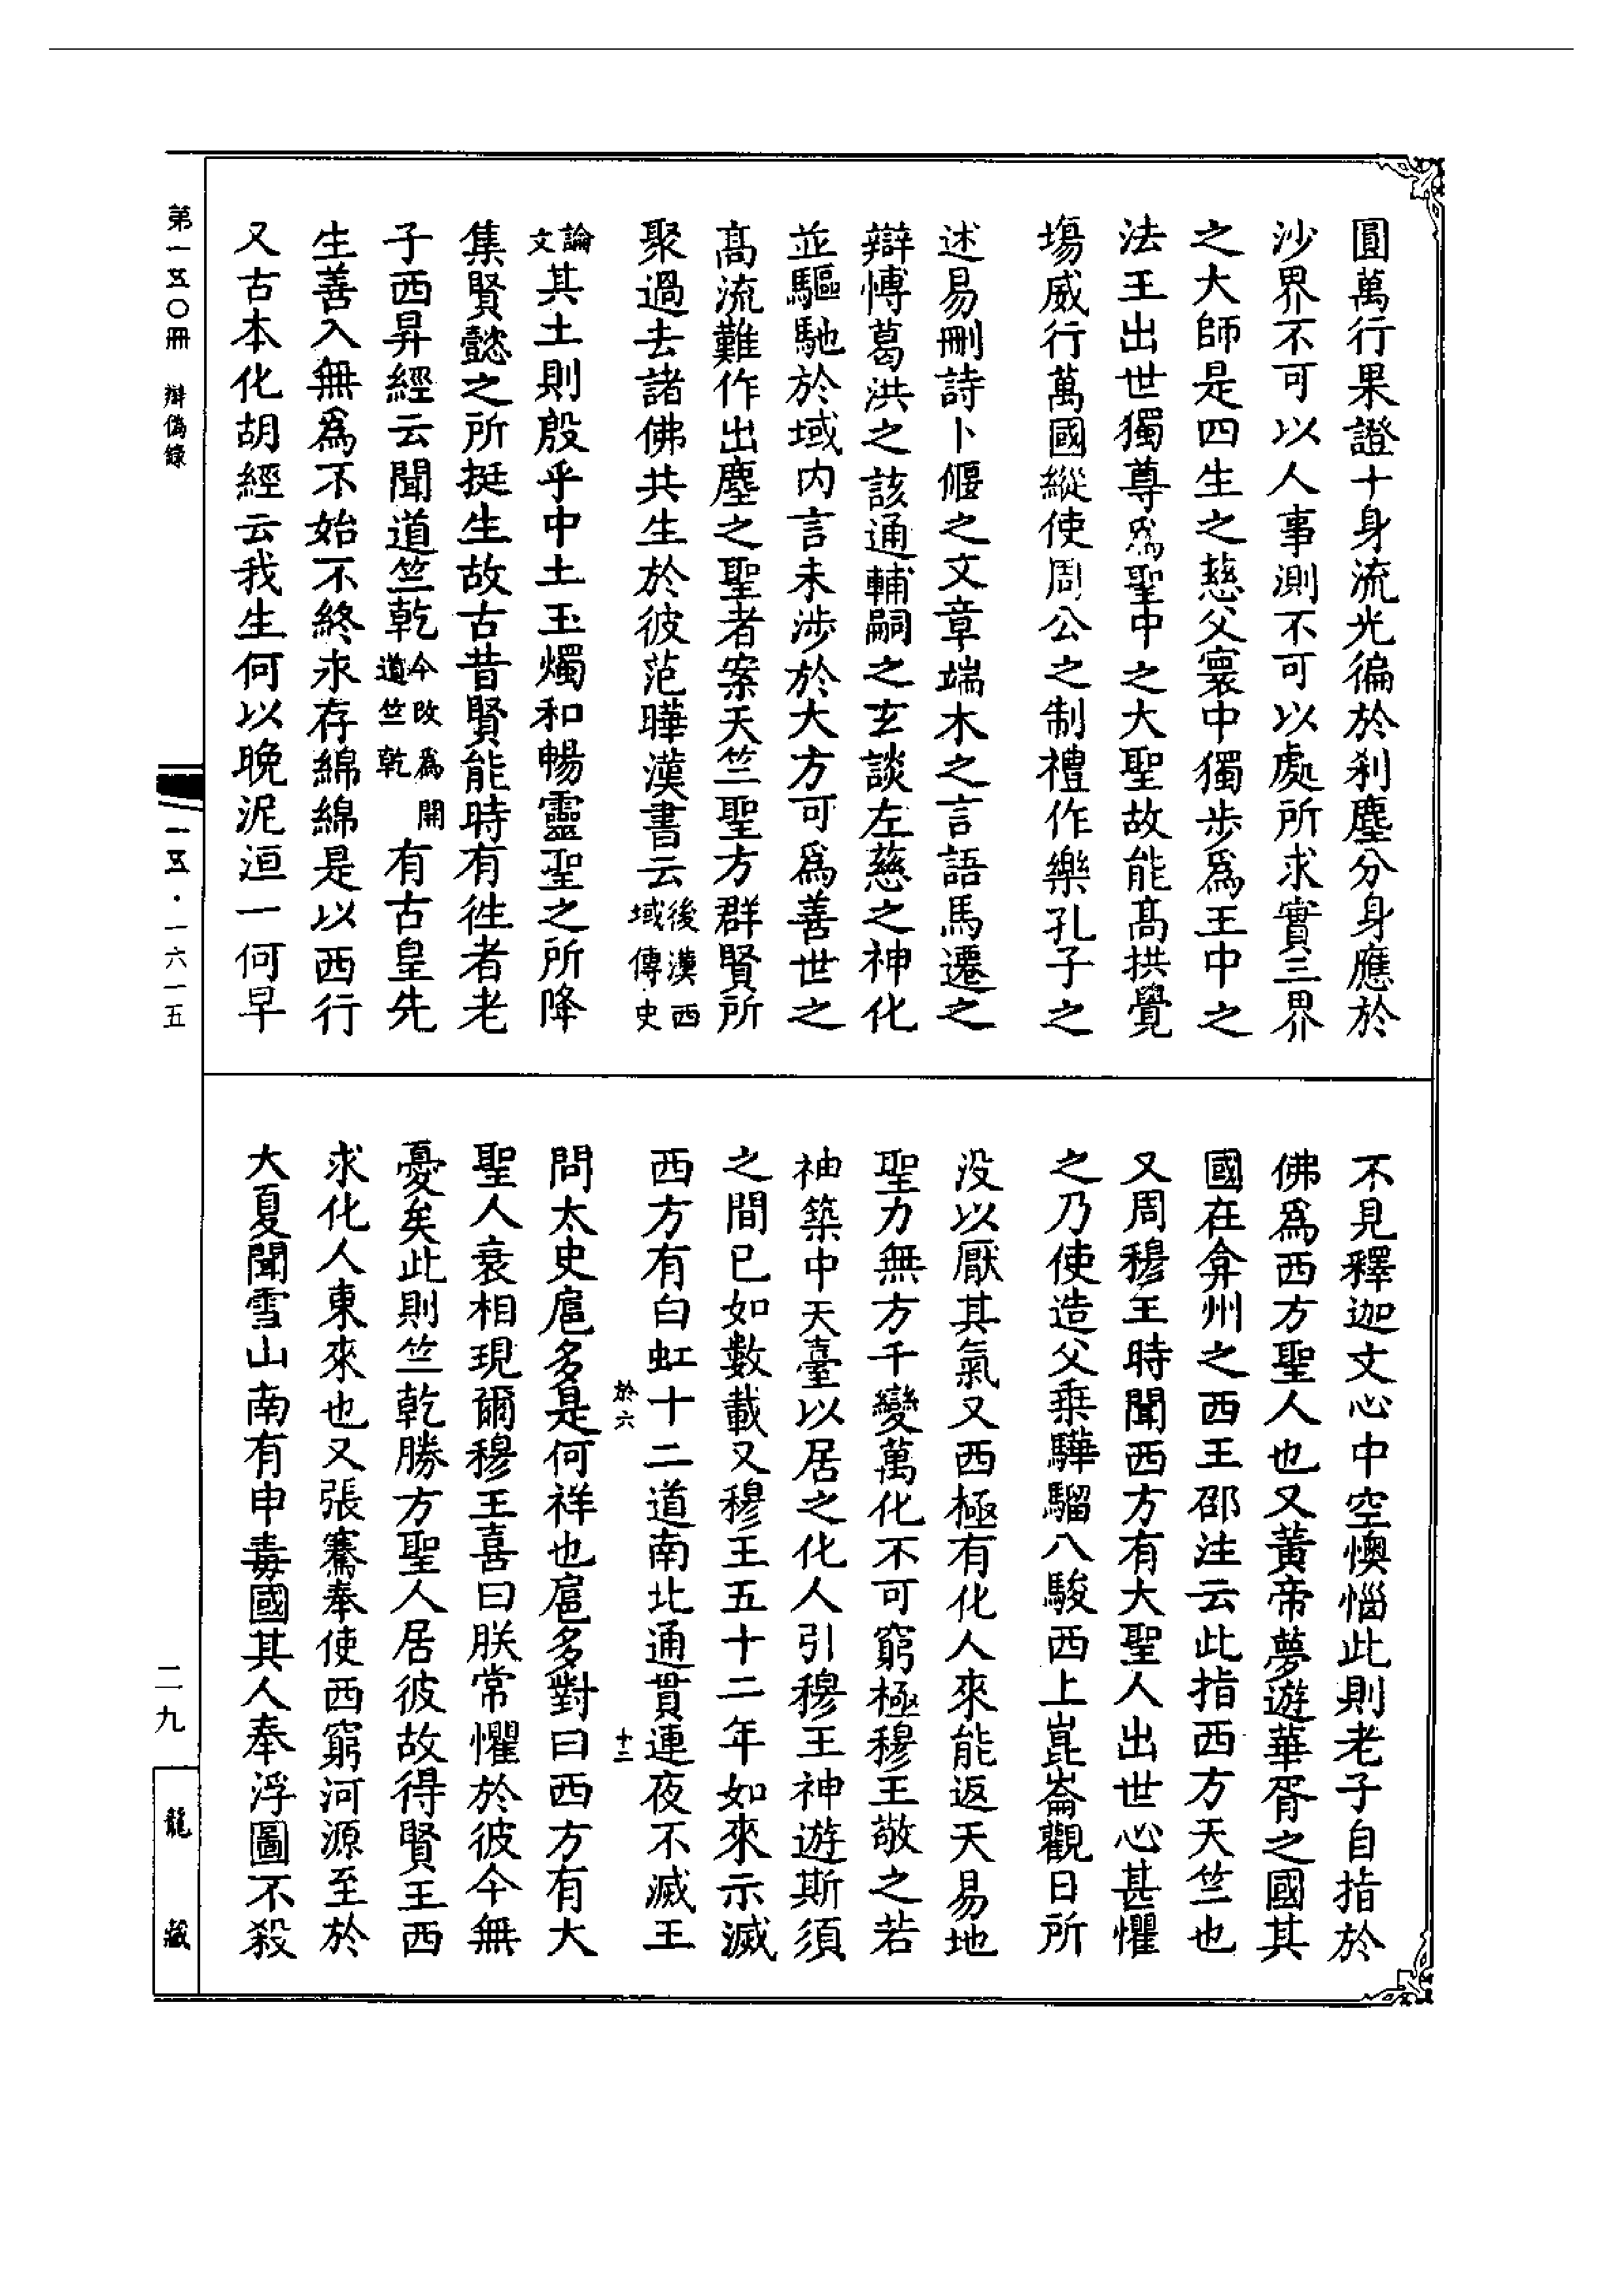 圓萬行果證十身流光徧於刹塵分身應於
沙界不可以人事測不可以處所求實三界
之大師是四生之慈父寰中獨步爲王中之
法王出世獨尊爲聖中之大聖故能髙拱覺
場威行萬國縱使周公之制禮作樂孔子之
述易刪詩卜偃之文章端木之言語馬遷之
辯博葛洪之該通輔嗣之玄談左慈之神化
並驅馳於域内言未涉於大方可爲善世之
髙流難作出塵之聖者案天竺聖方群賢所
聚過去諸佛共生於彼范曄漢書云後漢西域傳史
論文其土則殷乎中土玉燭和暢靈聖之所降
集賢懿之所挺生故古昔賢能時有徃者老
子西昇經云聞道竺乾今改爲開道竺乾有古皇先
生善入無爲不始不終永存綿綿是以西行
又古本化胡經云我生何以晚泥洹一何早
不見釋迦文心中空懊惱此則老子自指於
佛爲西方聖人也又黃帝夢遊華胥之國其
國在弇州之西王邵注云此指西方天竺也
又周穆王時聞西方有大聖人出世心甚懼
之乃使造父乗驊騮八駿西上崑崙觀日所
没以厭其氣又西極有化人來能返天易地
聖力無方千變萬化不可窮極穆王敬之若
神築中天臺以居之化人引穆王神遊斯須
之間已如數載又穆王五十二年如來示滅
西方有白虹十二道南北通貫連夜不滅王
於六
十二
問太史扈多是何祥也扈多對曰西方有大
聖人衰相現爾穆王喜曰朕常懼於彼今無
憂矣此則竺乾勝方聖人居彼故得賢王西
求化人東來也又張騫奉使西窮河源至於
大夏聞雪山南有申毒國其人奉浮圖不殺
第一五〇冊 辯偽錄
一五·一六一五
二九
龍藏